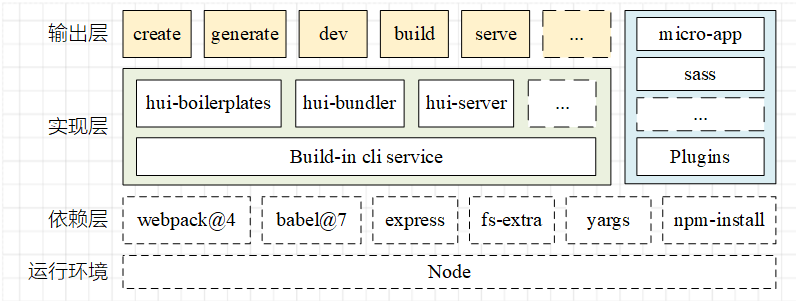 输出层
create
generate
dev
build
serve
...
micro-app
sass
...
Plugins
实现层
hui-boilerplates
hui-bundler
hui-server
...
Build-in cli service
依赖层
webpack@4
babel@7
express
fs-extra
yargs
npm-install
运行环境
Node